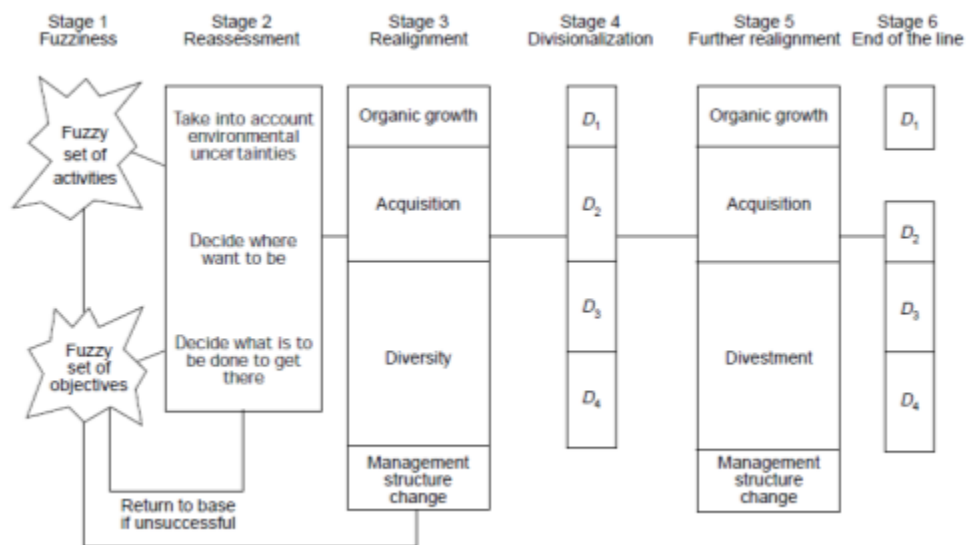 Stage 1
Fuzziness
Stage 2
Reassessment
Stage 3
Realignment
Stage 4
Divisionalization
Stage 5
Further realignment
Stage 6
End of the line
Fuzzy
set of
activities
Fuzzy
set of
objectives
Take into account
environmental
uncertainties
Decide where
want to be
Decide what is to
be done to get
there
Return to base
if unsuccessful
Organic growth
Acquisition
Diversity
Management
structure
change
D₁
D₂
D₃
D₄
Organic growth
Acquisition
Divestment
Management
structure
change
D₁
D₂
D₃
D₄